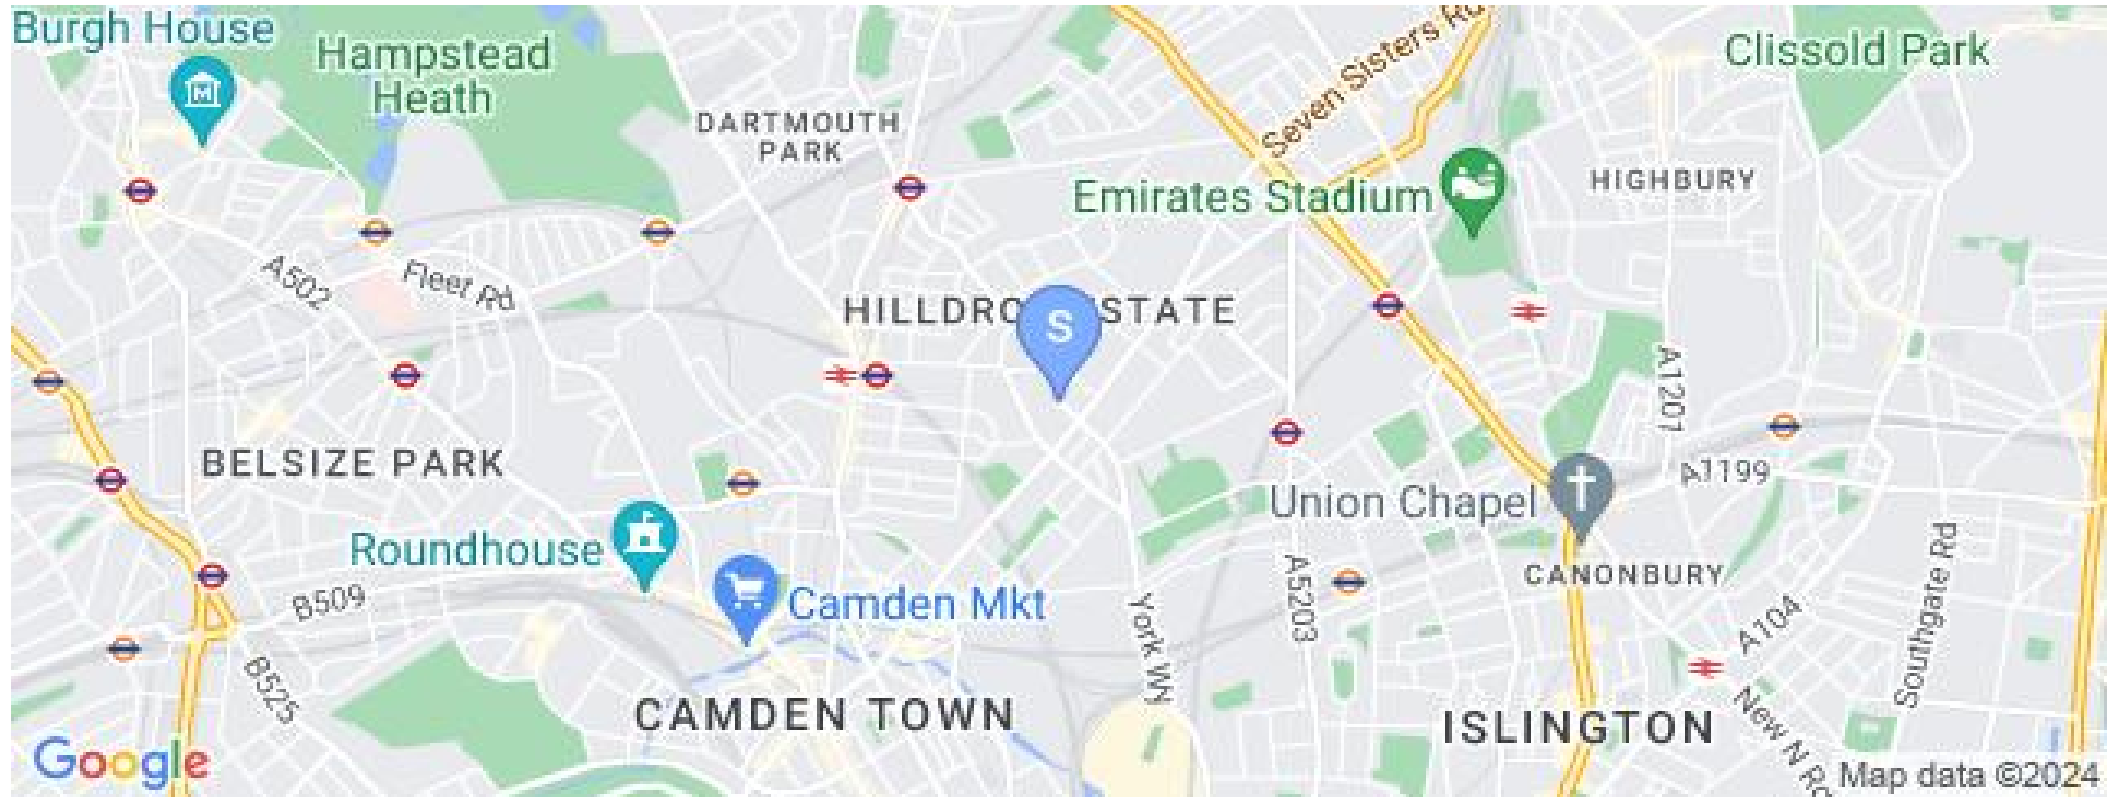 Burgh House
Hampstead
Heath
Seven Sisters Rd
Clissold Park
DARTMOUTH
PARK
Emirates Stadium
HIGHBURY
A502
Fleet Rd
HILLDRO
S
STATE
A1201
BELSIZE PARK
A1199
Union Chapel
Roundhouse
Camden Mkt
CANONBURY
B509
A5203
York Wy
A104
Southgate Rd
B525
CAMDEN TOWN
ISLINGTON
New N Rd
Google
Map data ©2024